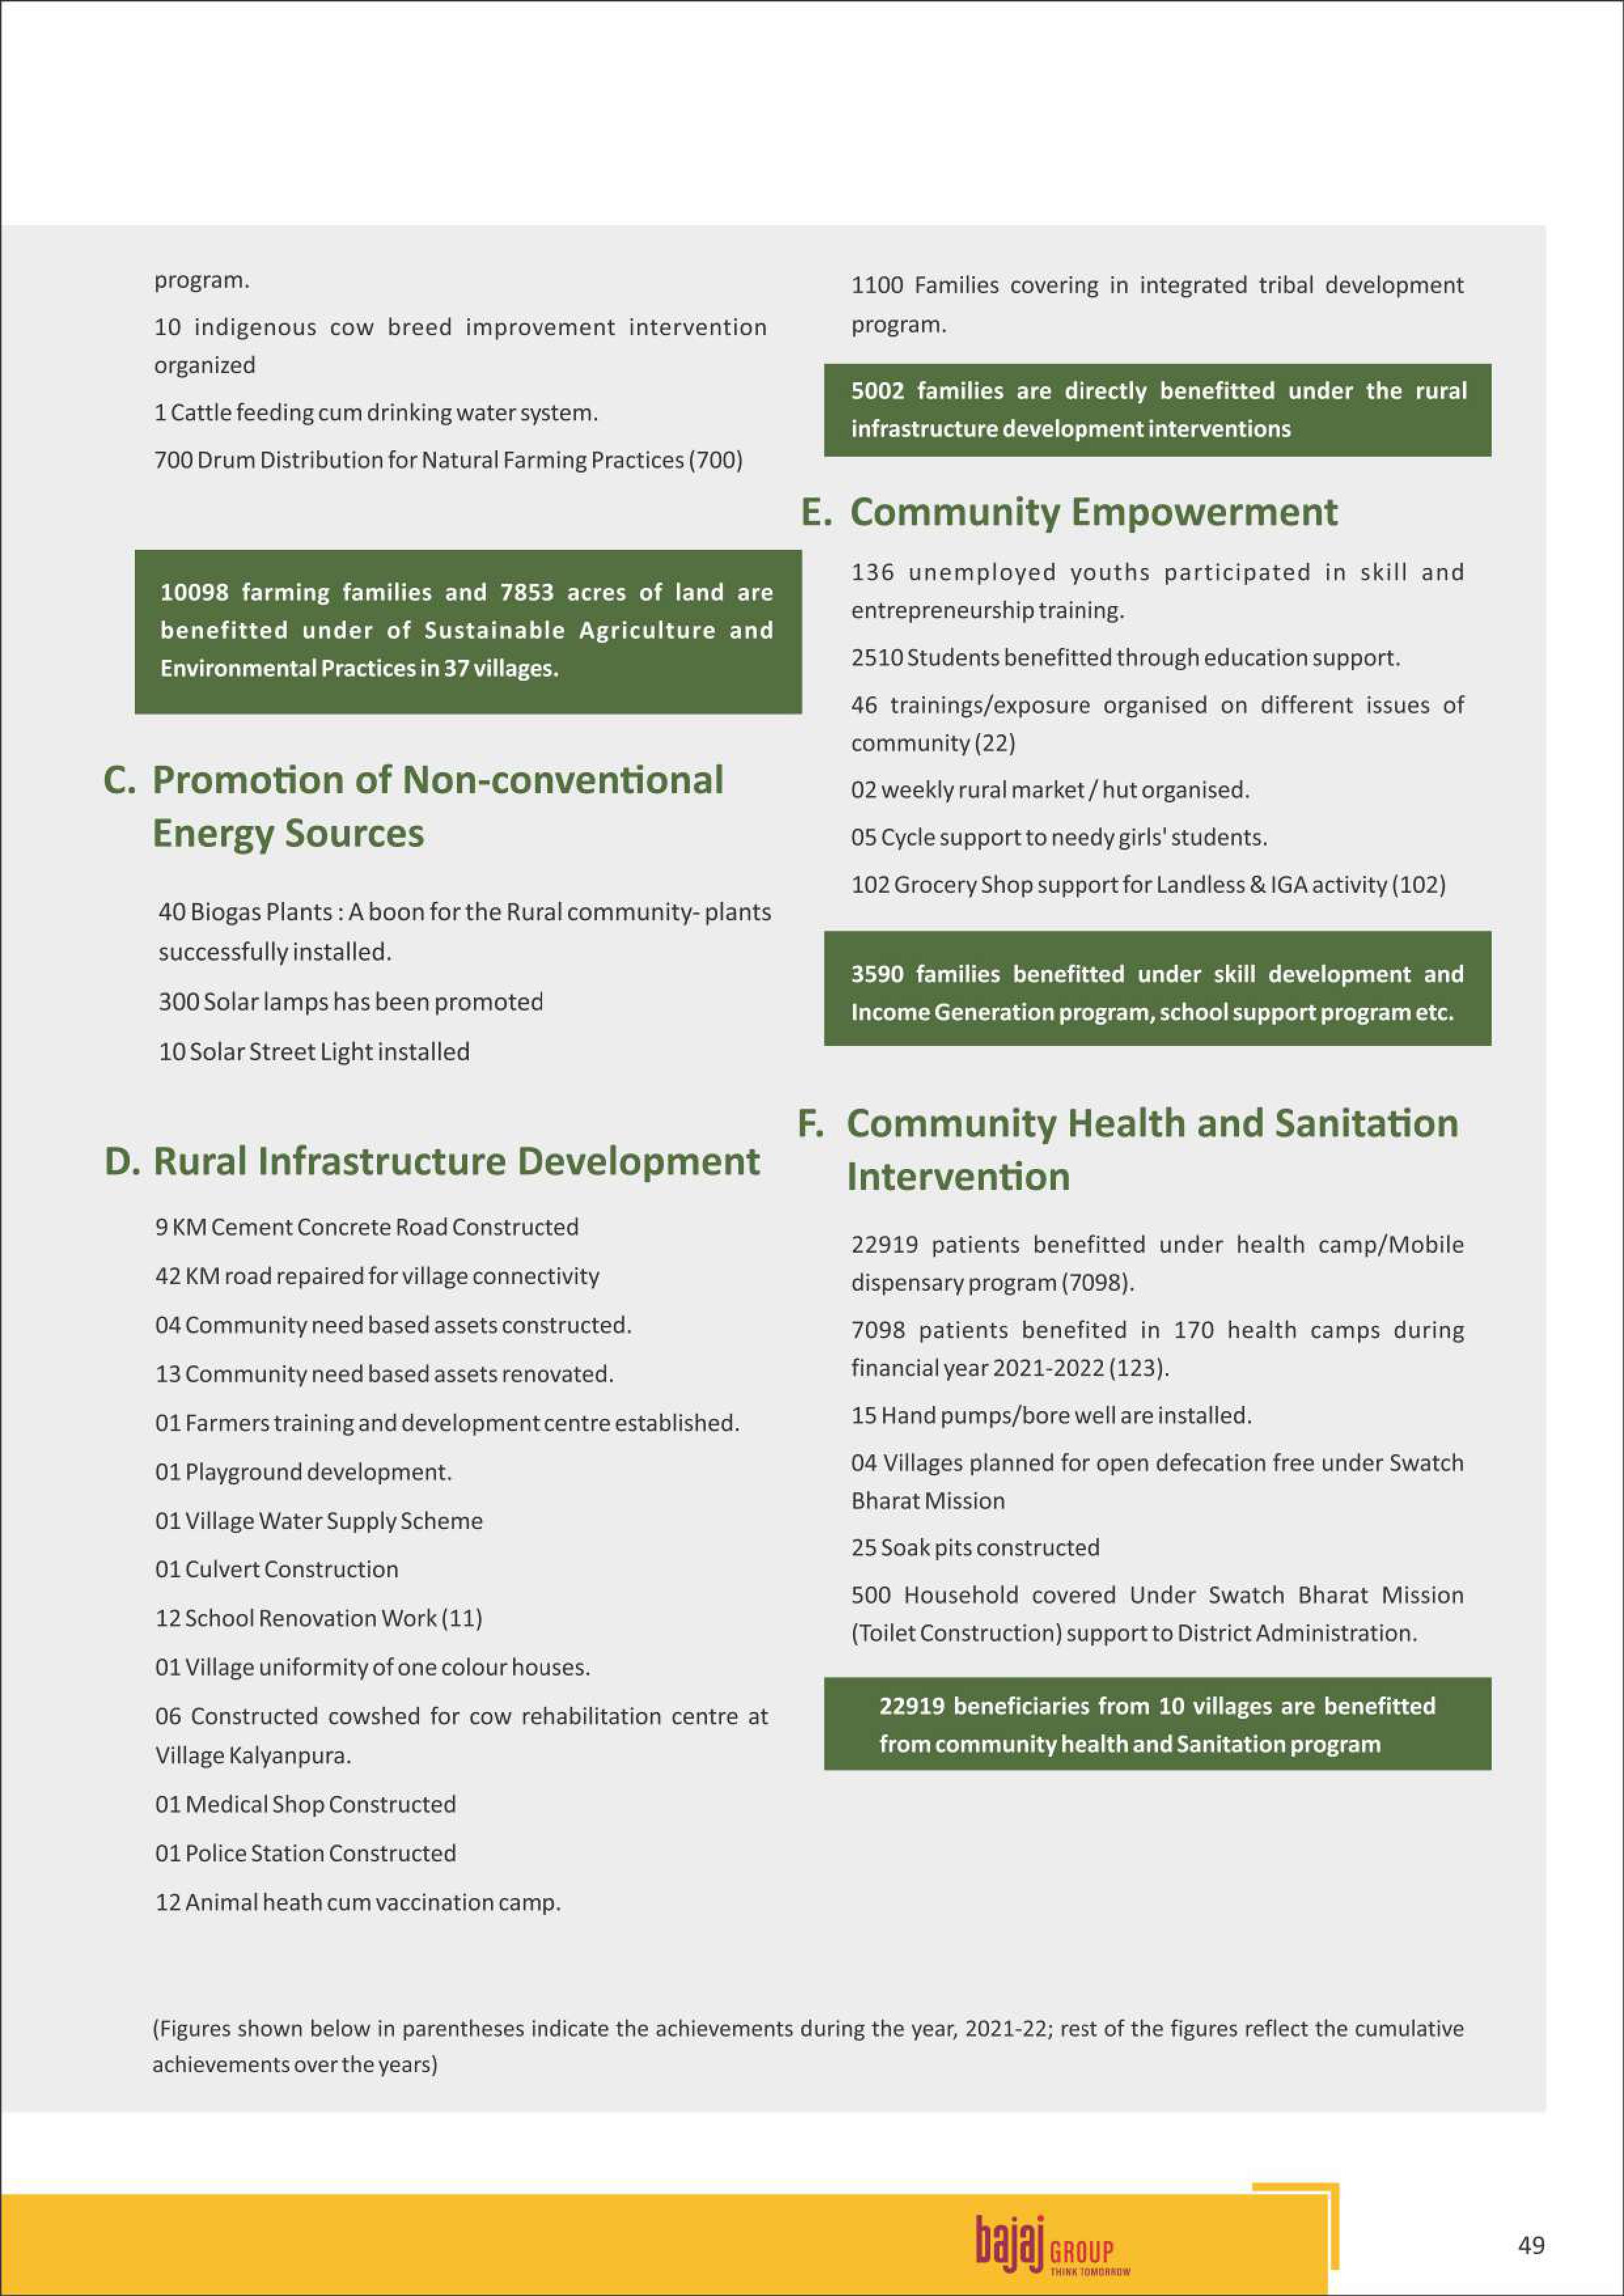 program.
10 indigenous cow breed improvement intervention
organized
1 Cattle feeding cum drinking water system.
700 Drum Distribution for Natural Farming Practices (700)
10098 farming families and 7853 acres of land are
benefitted under of Sustainable Agriculture and
Environmental Practices in 37 villages.
C. Promotion of Non-conventional
Energy Sources
40 Biogas Plants : A boon for the Rural community- plants
successfully installed.
300 Solar lamps has been promoted
10 Solar Street Light installed
D. Rural Infrastructure Development
9 KM Cement Concrete Road Constructed
42 KM road repaired for village connectivity
04 Community need based assets constructed.
13 Community need based assets renovated.
01 Farmers training and development centre established.
01 Playground development.
01 Village Water Supply Scheme
01 Culvert Construction
12 School Renovation Work (11)
01 Village uniformity of one colour houses.
06 Constructed cowshed for cow rehabilitation centre at
Village Kalyanpura.
01 Medical Shop Constructed
01 Police Station Constructed
12 Animal heath cum vaccination camp.
1100 Families covering in integrated tribal development
program.
5002 families are directly benefitted under the rural
infrastructure development interventions
E. Community Empowerment
136 unemployed youths participated in skill and
entrepreneurship training.
2510 Students benefitted through education support.
46 trainings/exposure organised on different issues of
community (22)
02 weekly rural market / hut organised.
05 Cycle support to needy girls' students.
102 Grocery Shop support for Landless & IGA activity (102)
3590 families benefitted under skill development and
Income Generation program, school support program etc.
F. Community Health and Sanitation
Intervention
22919 patients benefitted under health camp/Mobile
dispensary program (7098).
7098 patients benefited in 170 health camps during
financial year 2021-2022 (123).
15 Hand pumps/bore well are installed.
04 Villages planned for open defecation free under Swatch
Bharat Mission
25 Soak pits constructed
500 Household covered Under Swatch Bharat Mission
(Toilet Construction) support to District Administration.
22919 beneficiaries from 10 villages are benefitted
from community health and Sanitation program
(Figures shown below in parentheses indicate the achievements during the year, 2021-22; rest of the figures reflect the cumulative
achievements over the years)
bajaj GROUP
THINK TOMORROW
49